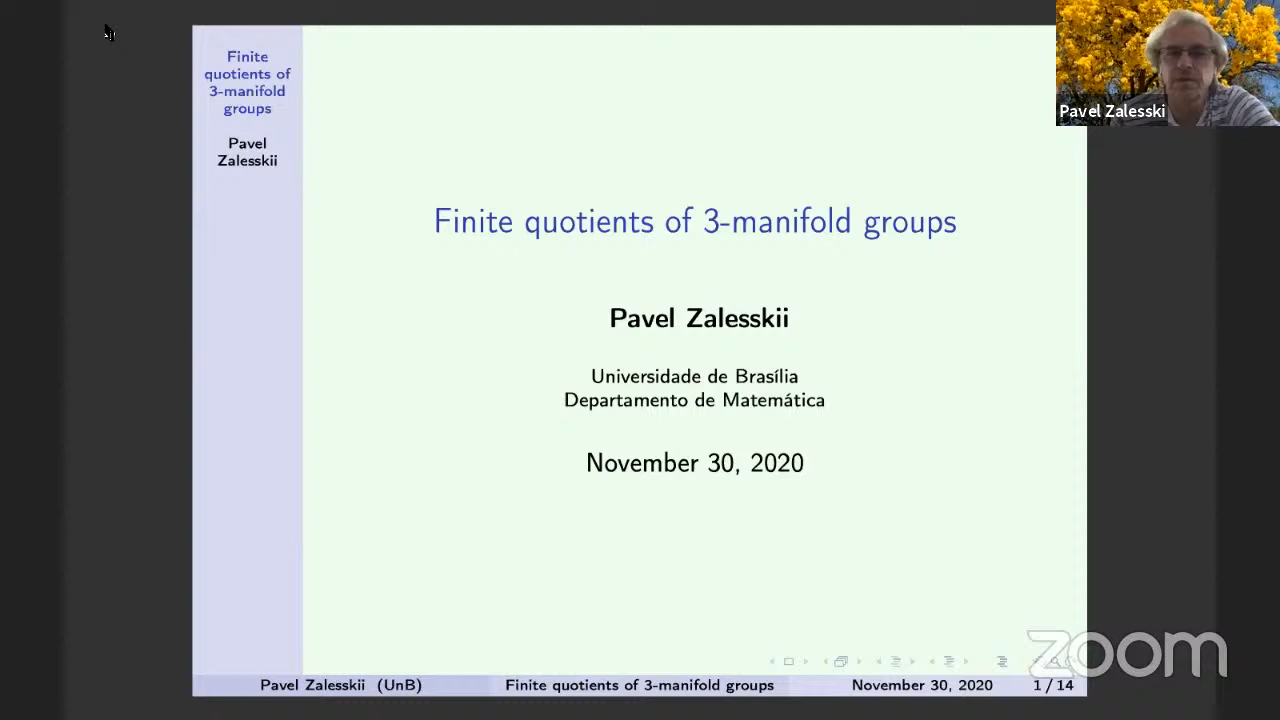 Finite
quotients of
3-manifold
groups
Pavel
Zalesskii
Pavel Zalesski
Finite quotients of 3-manifold groups
Pavel Zalesskii
Universidade de Brasília
Departamento de Matemática
November 30, 2020
zoom
Pavel Zalesskii (UnB) Finite quotients of 3-manifold groups November 30, 2020 1 / 14